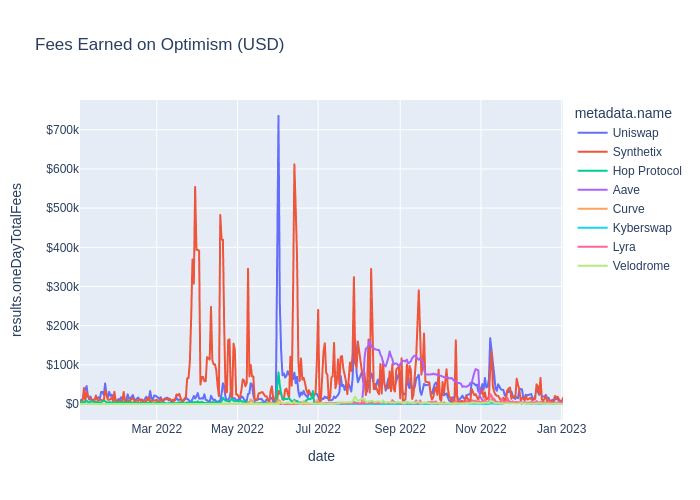 Fees Earned on Optimism (USD)
metadata.name
Uniswap
Synthetix
Hop Protocol
Aave
Curve
Kyberswap
Lyra
Velodrome
results.oneDayTotalFees
$700k
$600k
$500k
$400k
$300k
$200k
$100k
$0
Mar 2022
May 2022
Jul 2022
Sep 2022
Nov 2022
Jan 2023
date